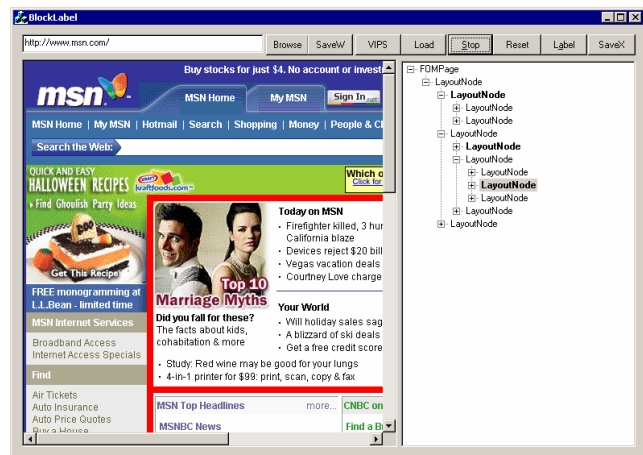 BlockLabel
http://www.msn.com/
Browse SaveW VIPS Load Stop Reset Label SaveX
Buy stocks for just $4. No account or invest
msn
MSN Home My MSN Sign In .net
MSN Home | My MSN | Hotmail | Search | Shopping | Money | People & C
Search the Web:
QUICK AND EASY
HALLOWEEN RECIPES
kraftfoods.com
Which o
Click for
Find Ghoulish Party Ideas
BOO
Get This Recipe
FREE monogramming at
L.L.Bean - limited time
MSN Internet Services
Broadband Access
Internet Access Specials
Find
Air Tickets
Auto Insurance
Auto Price Quotes
Buy a House
Top 10
Marriage Myths
Did you fall for these?
The facts about kids,
cohabitation & more
Today on MSN
· Firefighter killed, 3 hur
California blaze
· Devices reject $20 bill
· Vegas vacation deals
· Courtney Love charge
Your World
· Will holiday sales sag
· A blizzard of ski deals
· Get a free credit score
· Study: Red wine may be good for your lungs
· 4-in-1 printer for $99: print, scan, copy & fax
MSN Top Headlines more...
MSNBC News
CNBC on
Find a B
FOMPage
LayoutNode
LayoutNode
LayoutNode
LayoutNode
LayoutNode
LayoutNode
LayoutNode
LayoutNode
LayoutNode
LayoutNode
LayoutNode
LayoutNode